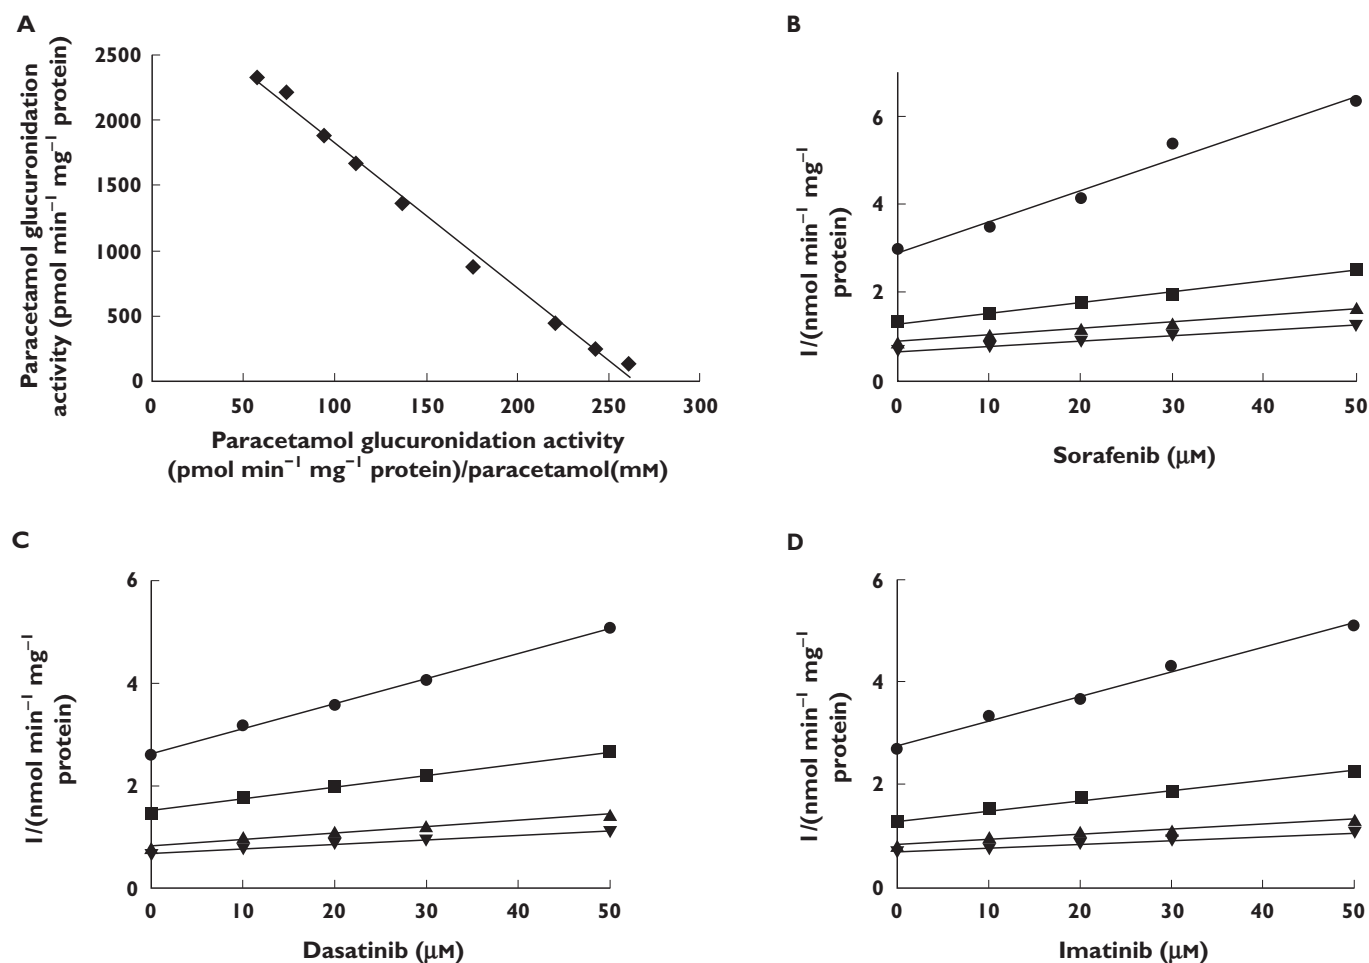 A
Paracetamol glucuronidation
activity (pmol min⁻¹ mg⁻¹ protein)
2500
2000
1500
1000
500
0
0 50 100 150 200 250 300
Paracetamol glucuronidation activity
(pmol min⁻¹ mg⁻¹ protein)/paracetamol(mM)
B
1/(nmol min⁻¹ mg⁻¹
protein)
6
4
2
0
0 10 20 30 40 50
Sorafenib (μM)
C
1/(nmol min⁻¹ mg⁻¹
protein)
6
4
2
0
0 10 20 30 40 50
Dasatinib (μM)
D
1/(nmol min⁻¹ mg⁻¹
protein)
6
4
2
0
0 10 20 30 40 50
Imatinib (μM)